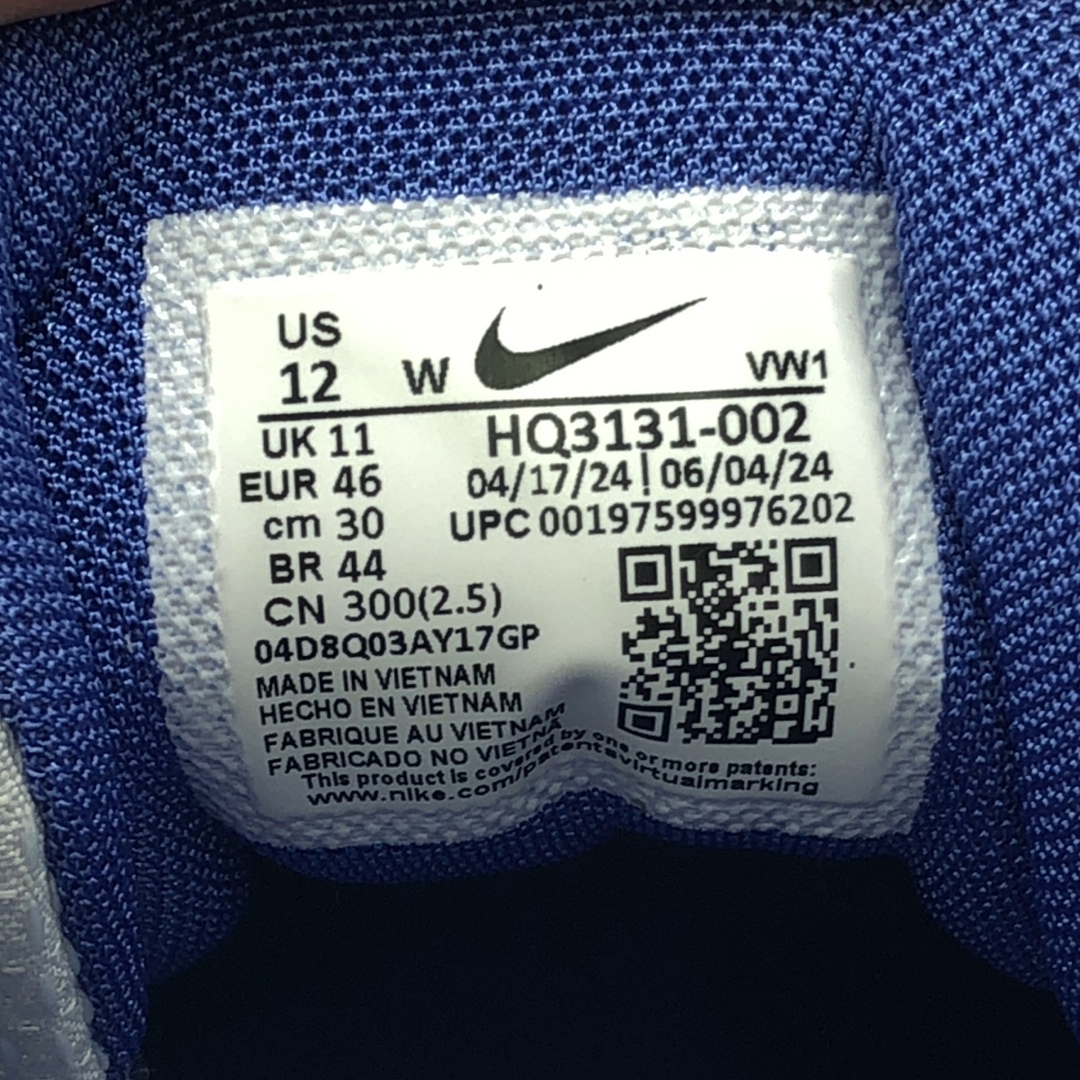 US
12 W VW1
UK 11 HQ3131-002
EUR 46 04/17/24 | 06/04/24
cm 30 UPC 00197599976202
BR 44
CN 300(2.5)
04D8Q03AY17GP
MADE IN VIETNAM
HECHO EN VIETNAM
FABRIQUE AU VIETNAM
FABRICADO NO VIETNA
This product is covered by one or more patents:
www.nike.com/patentsvirtualmarking